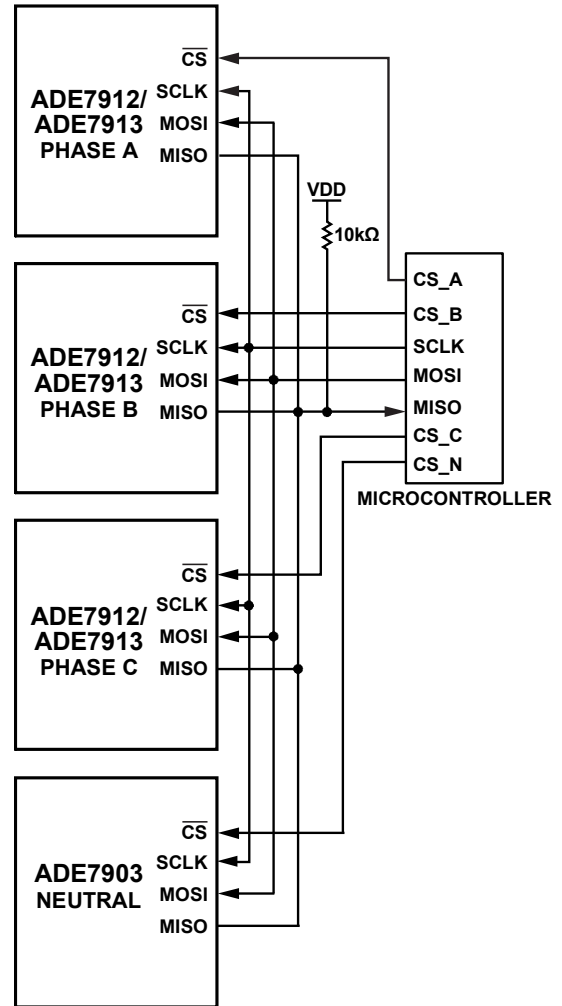 ADE7912/
ADE7913
PHASE A
CS
SCLK
MOSI
MISO
VDD
10kΩ
ADE7912/
ADE7913
PHASE B
CS
SCLK
MOSI
MISO
CS_A
CS_B
SCLK
MOSI
MISO
CS_C
CS_N
MICROCONTROLLER
ADE7912/
ADE7913
PHASE C
CS
SCLK
MOSI
MISO
ADE7903
NEUTRAL
CS
SCLK
MOSI
MISO